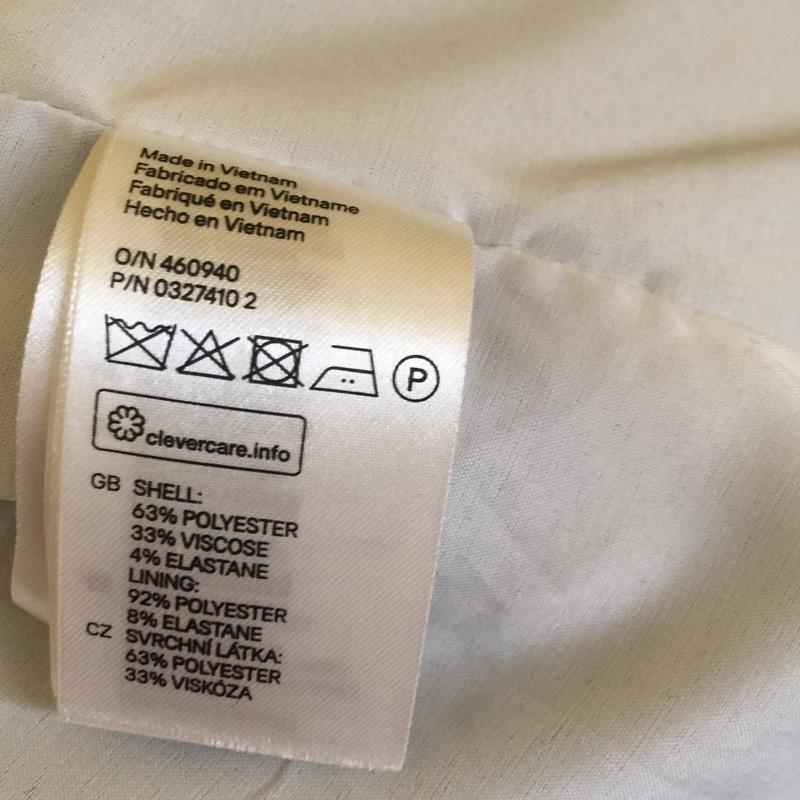 Made in Vietnam
Fabricado em Vietname
Fabriqué en Vietnam
Hecho en Vietnam
O/N 460940
P/N 0327410 2
P
clevercare.info
GB SHELL:
63% POLYESTER
33% VISCOSE
4% ELASTANE
LINING:
92% POLYESTER
8% ELASTANE
CZ SVRCHNÍ LÁTKA:
63% POLYESTER
33% VISKÓZA